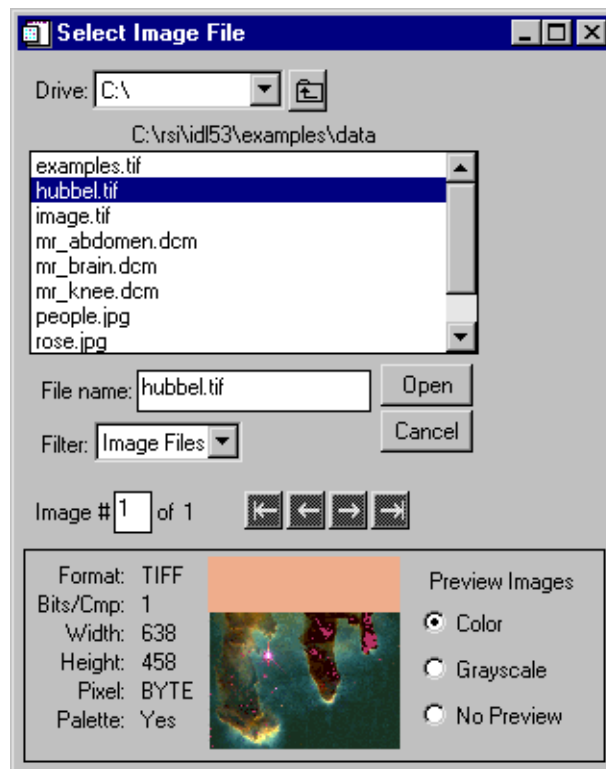 Select Image File
Drive: C:\
C:\rsi\idl53\examples\data
examples.tif
hubbel.tif
image.tif
mr_abdomen.dcm
mr_brain.dcm
mr_knee.dcm
people.jpg
rose.jpg
File name: hubbel.tif Open
Filter: Image Files Cancel
Image # 1 of 1
Format: TIFF
Bits/Cmp: 1
Width: 638
Height: 458
Pixel: BYTE
Palette: Yes
Preview Images
Color
Grayscale
No Preview